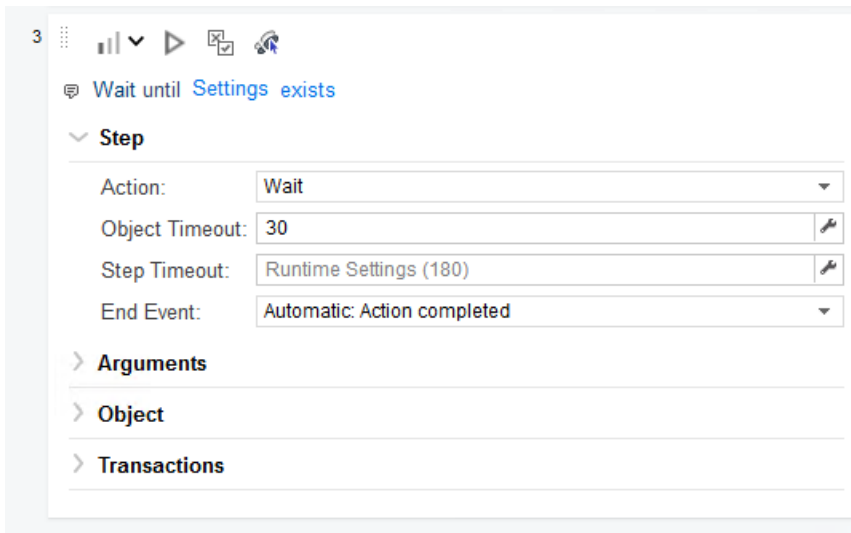 3
Wait until Settings exists
Step
Action: Wait
Object Timeout: 30
Step Timeout: Runtime Settings (180)
End Event: Automatic: Action completed
Arguments
Object
Transactions